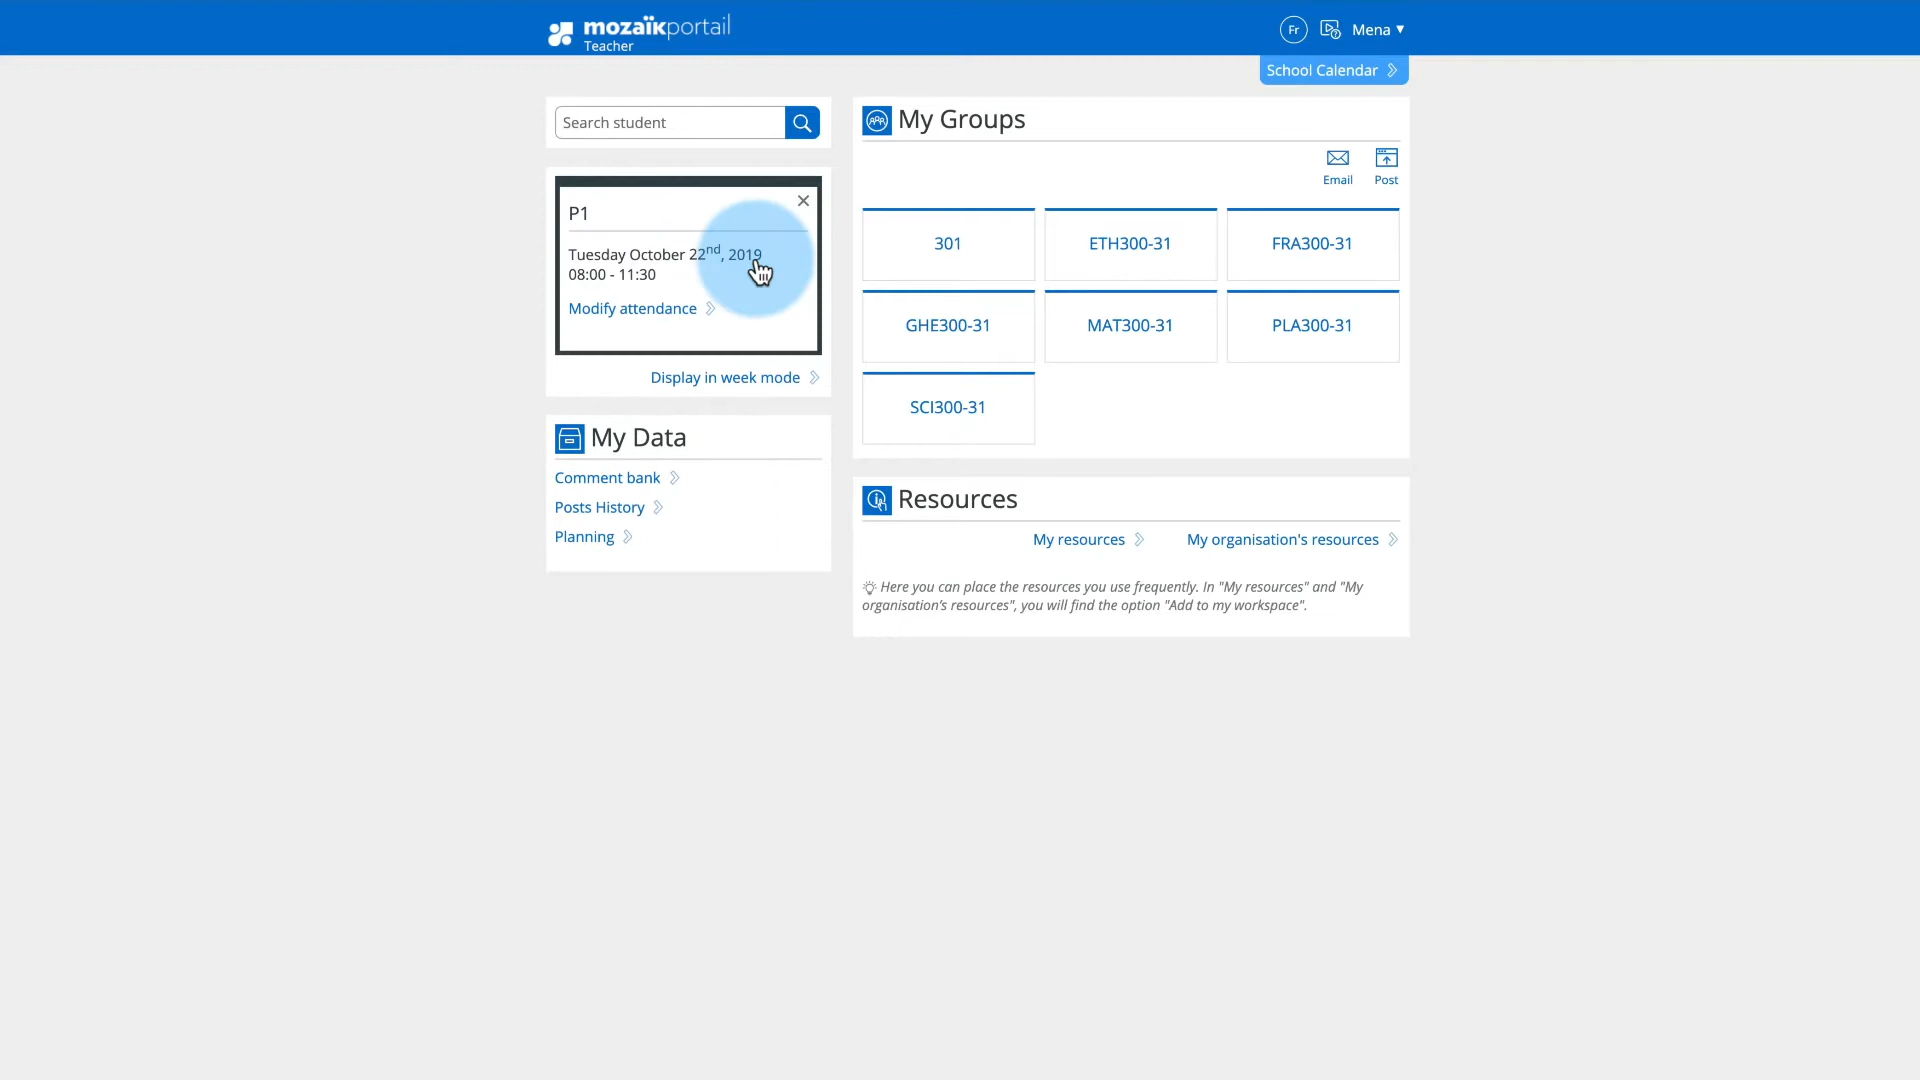 mozaïkportail
Teacher
Fr
Mena ▾
School Calendar
Search student
P1
Tuesday October 22nd, 2019
08:00 - 11:30
Modify attendance
Display in week mode
My Data
Comment bank
Posts History
Planning
My Groups
Email
Post
301
ETH300-31
FRA300-31
GHE300-31
MAT300-31
PLA300-31
SCI300-31
Resources
My resources
My organisation's resources
Here you can place the resources you use frequently. In "My resources" and "My
organisation's resources", you will find the option "Add to my workspace".